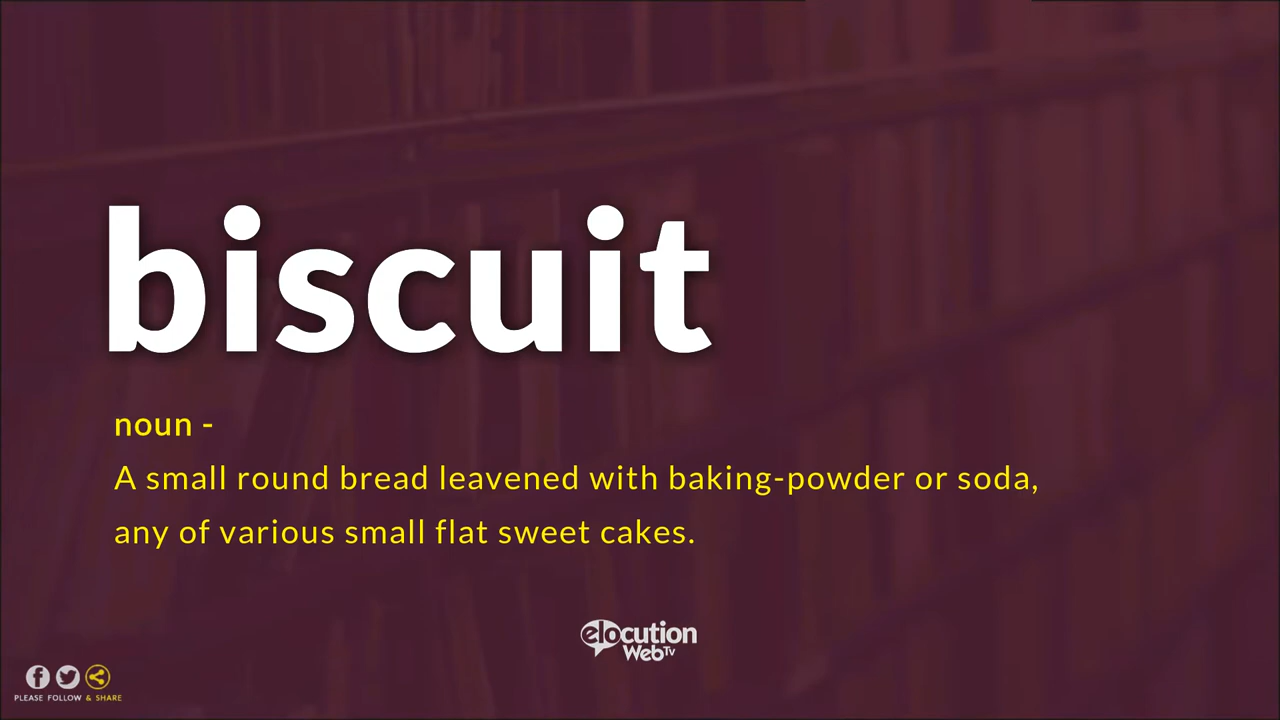 biscuit
noun -
A small round bread leavened with baking-powder or soda,
any of various small flat sweet cakes.
elocution
WebTv
PLEASE FOLLOW & SHARE